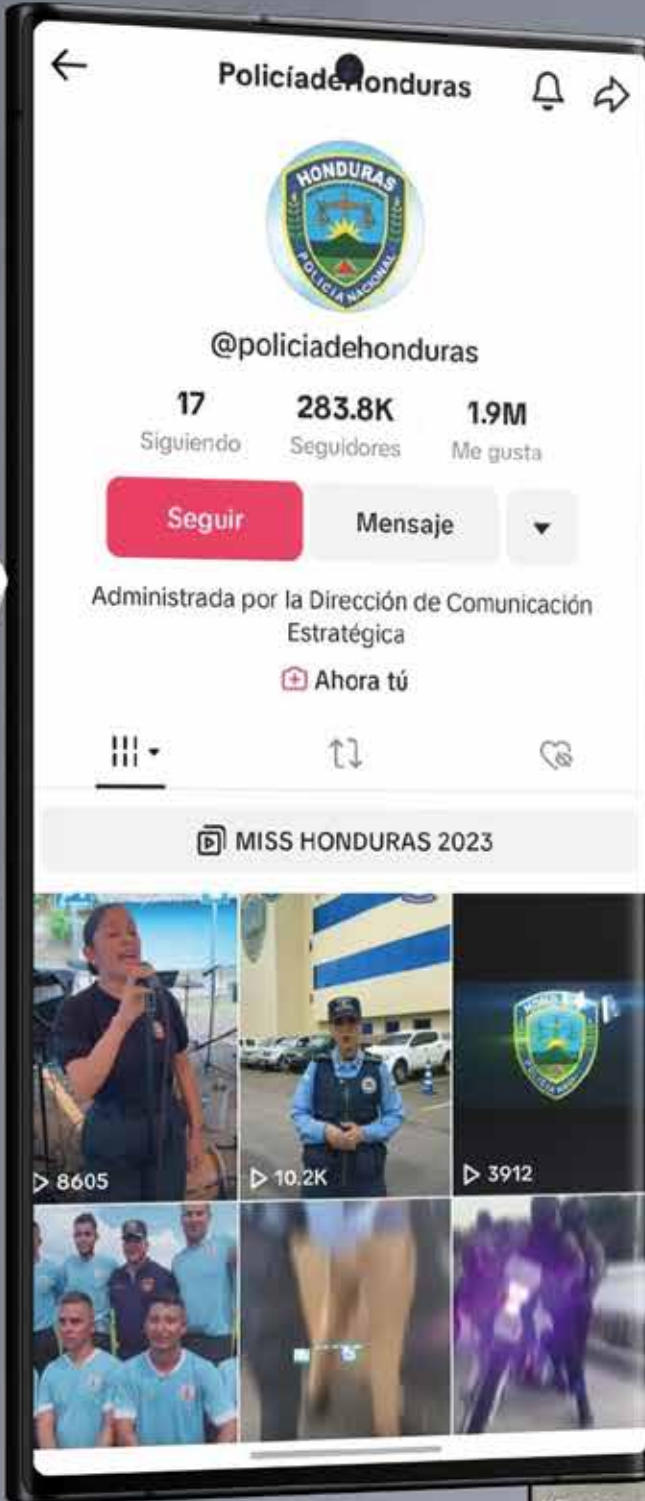 PolicíadeHonduras
HONDURAS
POLICIA NACIONAL
@policiadehonduras
17
283.8K
1.9M
Siguiendo
Seguidores
Me gusta
Seguir
Mensaje
Administrada por la Dirección de Comunicación
Estratégica
Ahora tú
MISS HONDURAS 2023
8605
10.2K
3912